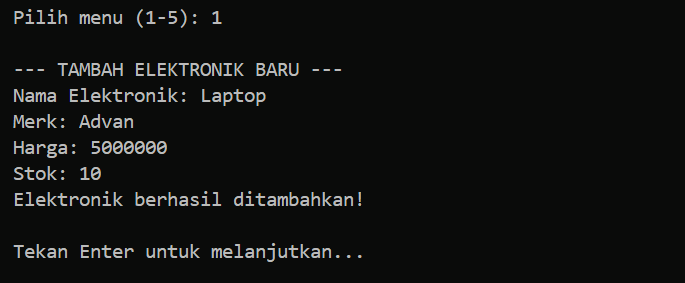 Pilih menu (1-5): 1
--- TAMBAH ELEKTRONIK BARU ---
Nama Elektronik: Laptop
Merk: Advan
Harga: 5000000
Stok: 10
Elektronik berhasil ditambahkan!
Tekan Enter untuk melanjutkan...